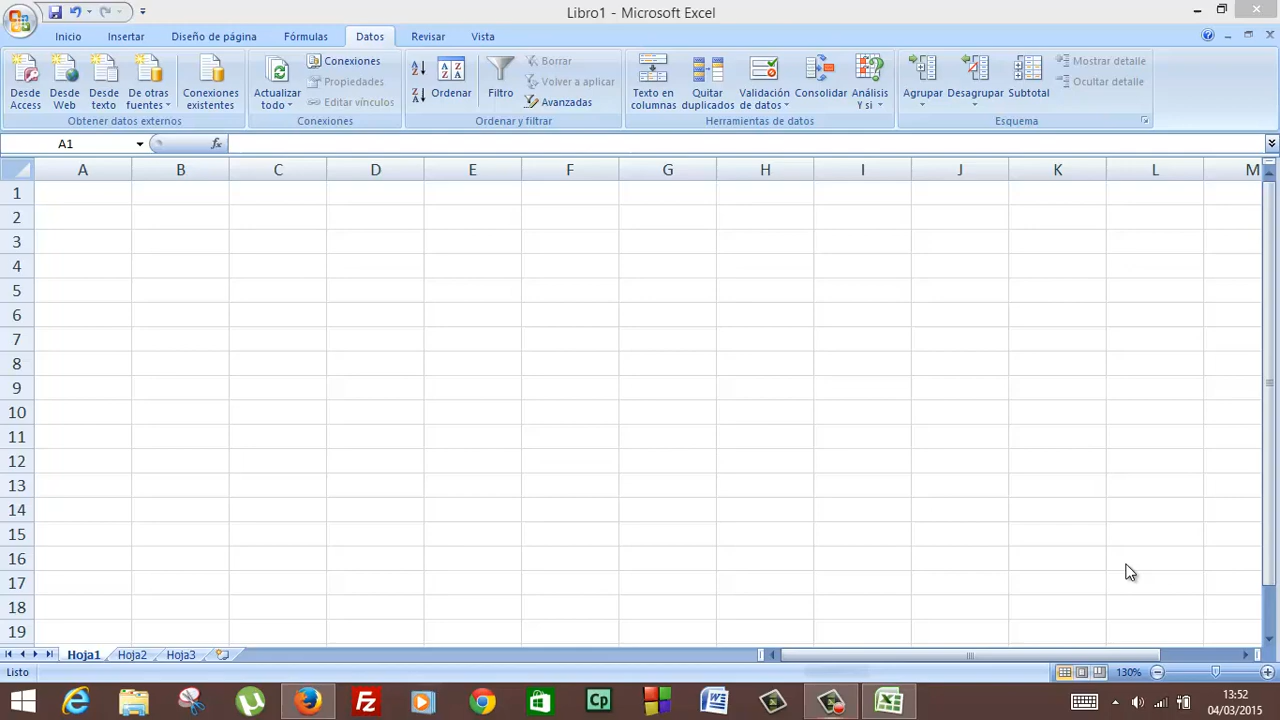 Libro1 - Microsoft Excel
Inicio
Insertar
Diseño de página
Fórmulas
Datos
Revisar
Vista
Desde Access
Desde Web
Desde texto
De otras fuentes
Conexiones existentes
Obtener datos externos
Actualizar todo
Conexiones
Propiedades
Editar vínculos
Conexiones
Ordenar
Filtro
Borrar
Volver a aplicar
Avanzadas
Ordenar y filtrar
Texto en columnas
Quitar duplicados
Validación de datos
Consolidar
Análisis Y si
Herramientas de datos
Agrupar
Desagrupar
Subtotal
Mostrar detalle
Ocultar detalle
Esquema
A1
fx
A B C D E F G H I J K L M
1
2
3
4
5
6
7
8
9
10
11
12
13
14
15
16
17
18
19
Hoja1 Hoja2 Hoja3
Listo
130%
Cp
13:52
04/03/2015